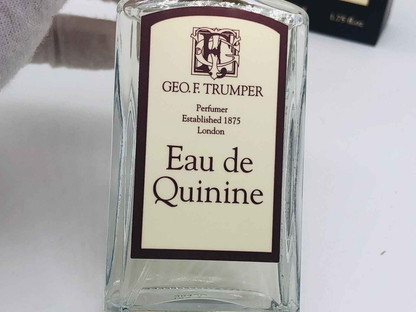 GEO. F. TRUMPER
Perfumer
Established 1875
London
Eau de
Quinine